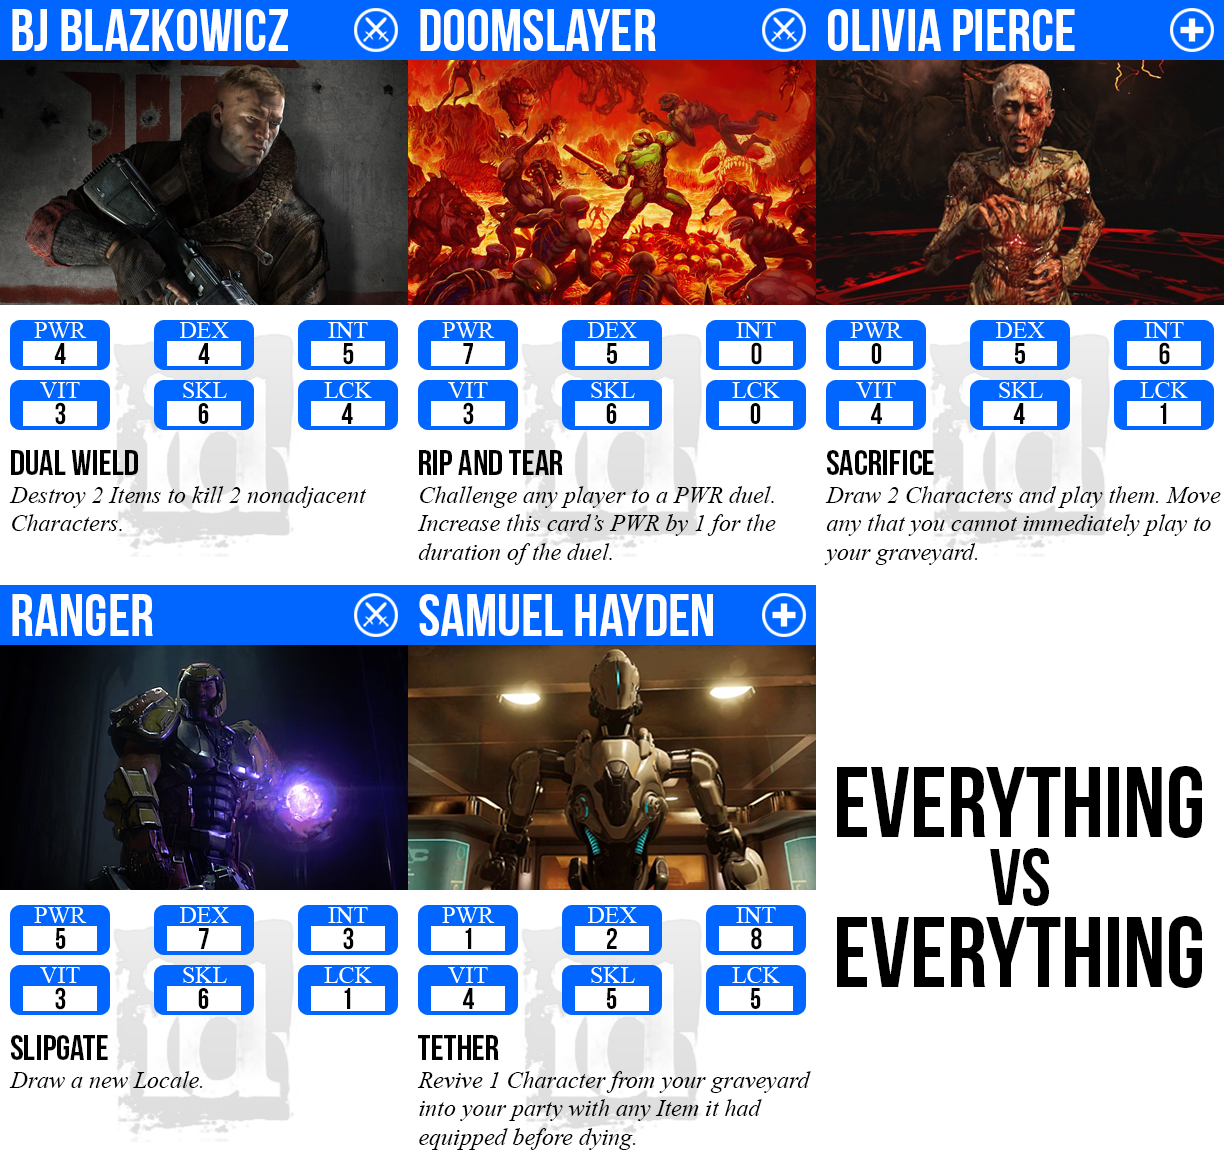 BJ BLAZKOWICZ
PWR DEX INT
4 4 5
VIT SKL LCK
3 6 4
DUAL WIELD
Destroy 2 Items to kill 2 nonadjacent
Characters.
DOOMSLAYER
PWR DEX INT
7 5 0
VIT SKL LCK
3 6 0
RIP AND TEAR
Challenge any player to a PWR duel.
Increase this card's PWR by 1 for the
duration of the duel.
OLIVIA PIERCE
PWR DEX INT
0 5 6
VIT SKL LCK
4 4 1
SACRIFICE
Draw 2 Characters and play them. Move
any that you cannot immediately play to
your graveyard.
RANGER
PWR DEX INT
5 7 3
VIT SKL LCK
3 6 1
SLIPGATE
Draw a new Locale.
SAMUEL HAYDEN
PWR DEX INT
1 2 8
VIT SKL LCK
4 5 5
TETHER
Revive 1 Character from your graveyard
into your party with any Item it had
equipped before dying.
EVERYTHING
VS
EVERYTHING